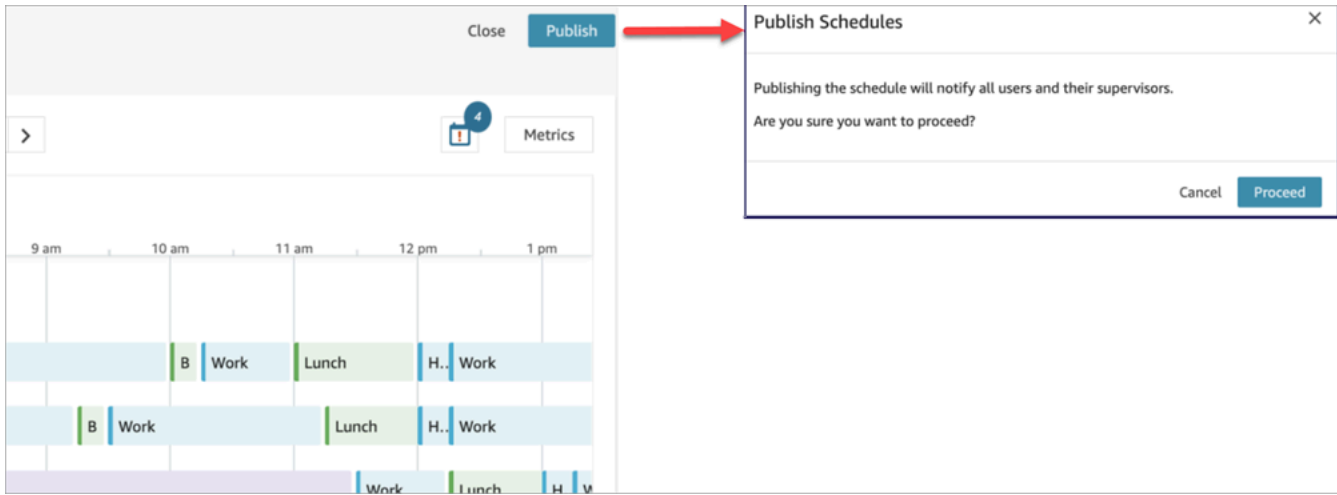 Close Publish
Publish Schedules
Publishing the schedule will notify all users and their supervisors.
Are you sure you want to proceed?
Cancel Proceed
4
Metrics
9 am 10 am 11 am 12 pm 1 pm
B Work Lunch H.. Work
B Work Lunch H.. Work
Work Lunch H W